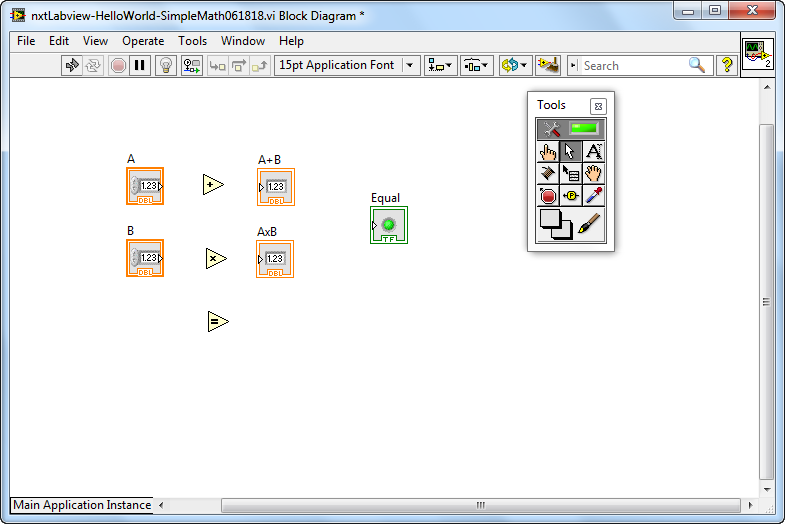 nxtLabview-HelloWorld-SimpleMath061818.vi Block Diagram *
File Edit View Operate Tools Window Help
15pt Application Font Search ? 2
Tools
A
A+B
1.23
DBL
+
1.23
DBL
Equal
TF
B
AxB
1.23
DBL
×
1.23
DBL
=
A
P
Main Application Instance